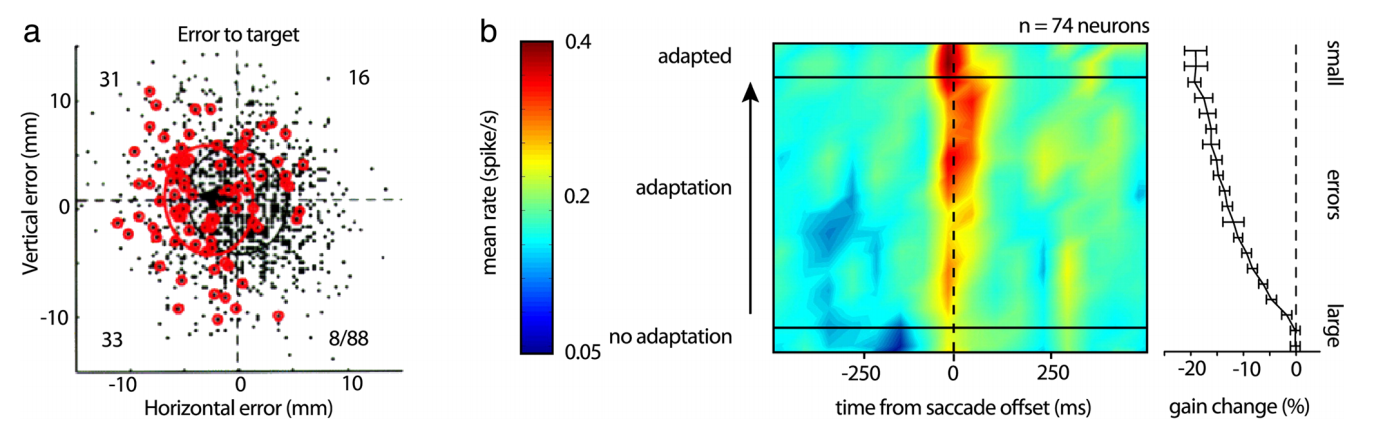 a
Error to target
31
16
33
8/88
10
0
-10
Vertical error (mm)
-10
0
10
Horizontal error (mm)
b
0.4
0.2
0.05
mean rate (spike/s)
adapted
adaptation
no adaptation
n = 74 neurons
-250
0
250
time from saccade offset (ms)
small
errors
large
-20
-10
0
gain change (%)